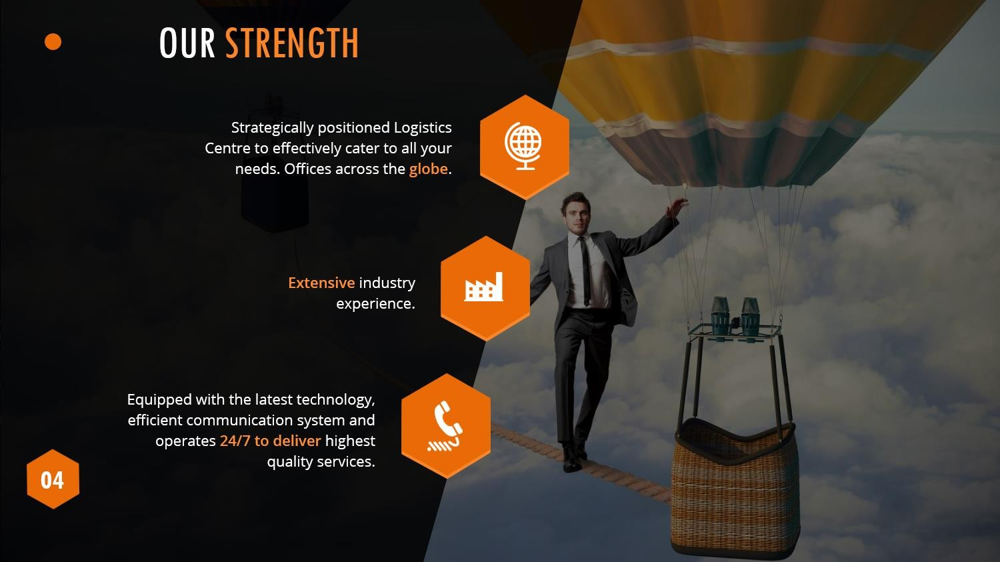 OUR STRENGTH
Strategically positioned Logistics
Centre to effectively cater to all your
needs. Offices across the globe.
Extensive industry
experience.
Equipped with the latest technology,
efficient communication system and
operates 24/7 to deliver highest
quality services.
04